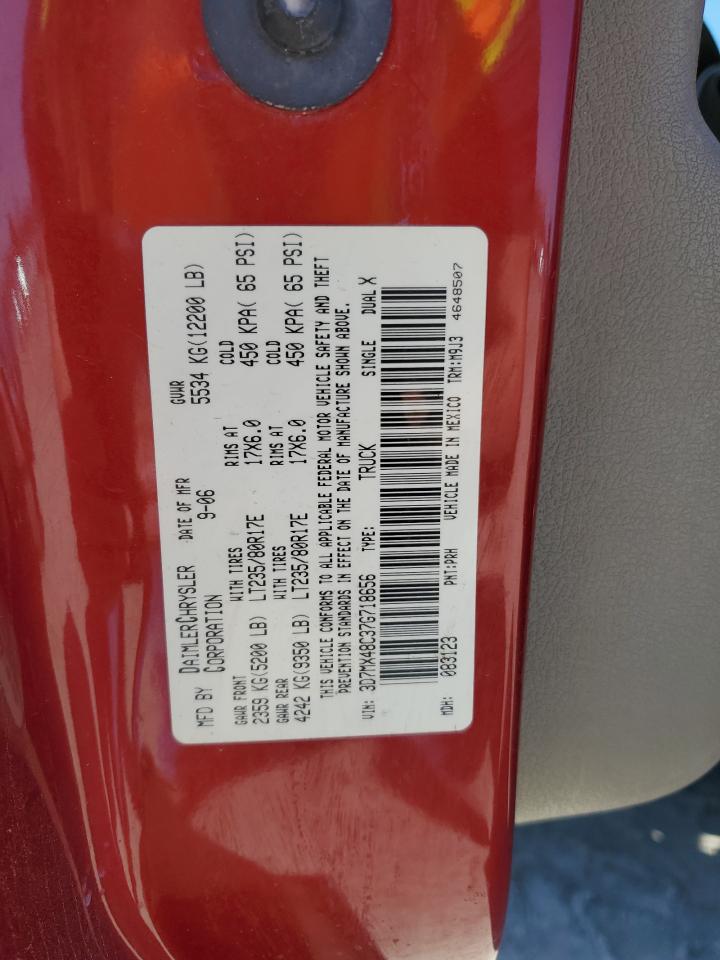 MFD BY DAIMLERCHRYSLER CORPORATION
DATE OF MFR 9-06
GVWR 5534 KG(12200 LB)
GAWR FRONT WITH TIRES RIMS AT COLD
2359 KG(5200 LB) LT235/80R17E 17X6.0 450 KPA( 65 PSI)
GAWR REAR WITH TIRES RIMS AT COLD
4242 KG(9350 LB) LT235/80R17E 17X6.0 450 KPA( 65 PSI)
THIS VEHICLE CONFORMS TO ALL APPLICABLE FEDERAL MOTOR VEHICLE SAFETY AND THEFT
PREVENTION STANDARDS IN EFFECT ON THE DATE OF MANUFACTURE SHOWN ABOVE.
VIN: 3D7MX48C37G718656 TYPE: TRUCK SINGLE DUAL X
MDH: 083123 PNT:PRH VEHICLE MADE IN MEXICO TRM:M9J3
4648507